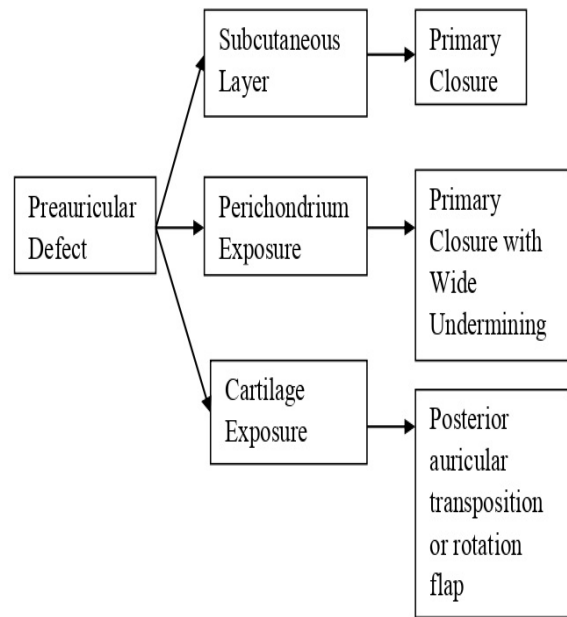 Preauricular
Defect
Subcutaneous
Layer
Primary
Closure
Perichondrium
Exposure
Primary
Closure with
Wide
Undermining
Cartilage
Exposure
Posterior
auricular
transposition
or rotation
flap